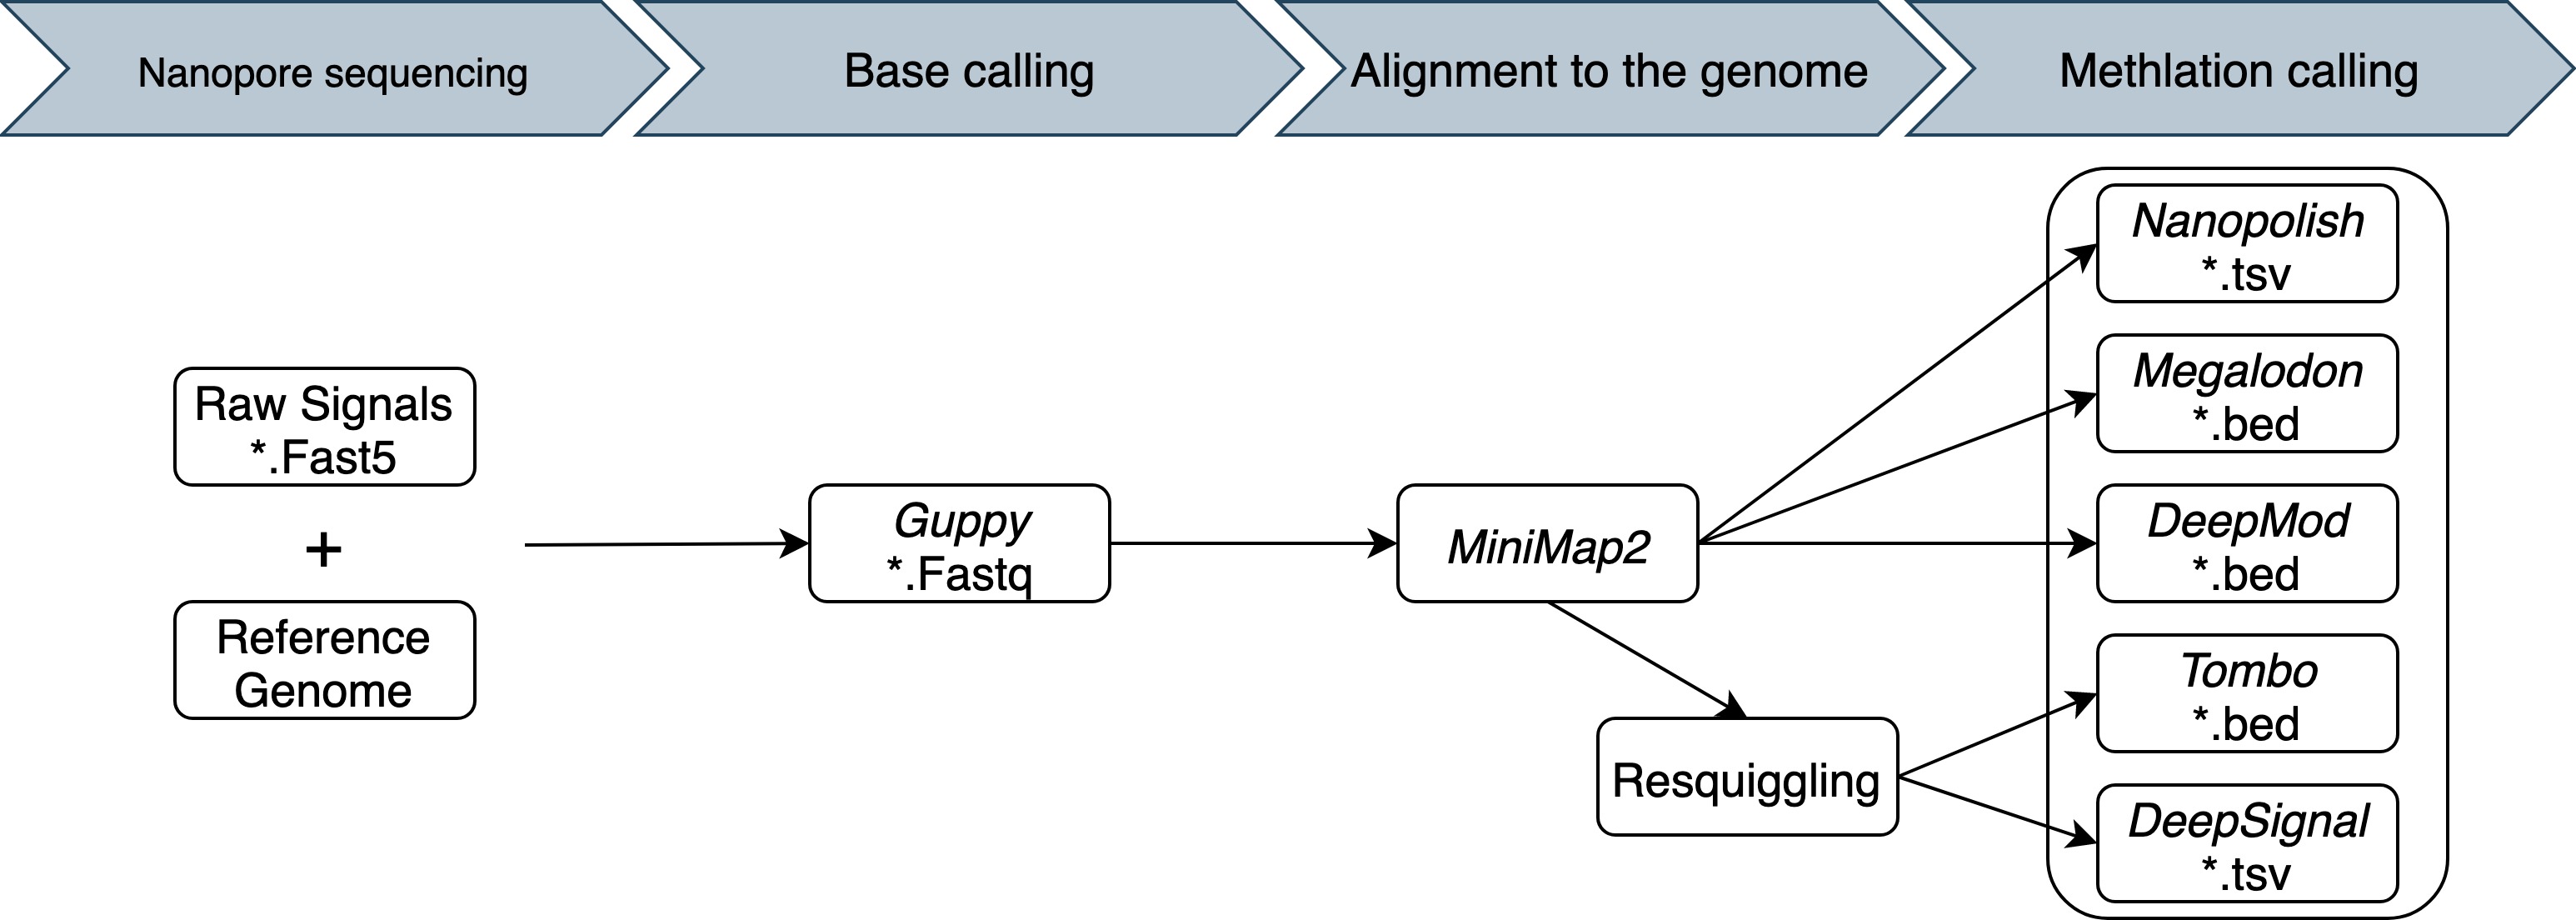 Nanopore sequencing
Base calling
Alignment to the genome
Methlation calling
Raw Signals
*.Fast5
+
Reference
Genome
Guppy
*.Fastq
MiniMap2
Resquiggling
Nanopolish
*.tsv
Megalodon
*.bed
DeepMod
*.bed
Tombo
*.bed
DeepSignal
*.tsv